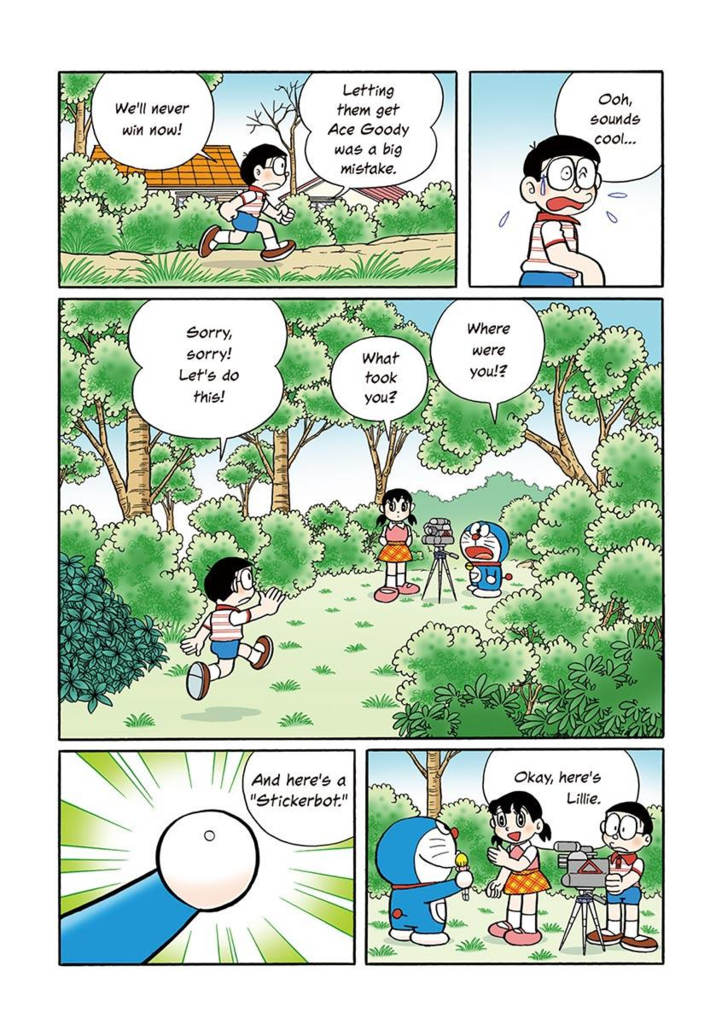 Ooh,
sounds
cool...
Letting
them get
Ace Goody
was a big
mistake.
We'll never
win now!
Where
were
you!?
What
took
you?
Sorry,
sorry!
Let's do
this!
Okay, here's
Lillie.
And here's a
"Stickerbot."